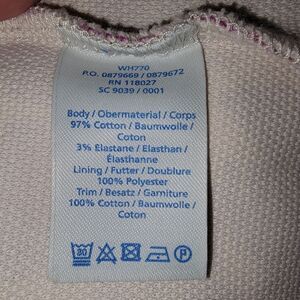 WH770
P.O. 0879669 / 0879672
RN 118027
SC 9039 / 0001
Body / Obermaterial / Corps
97% Cotton / Baumwolle /
Coton
3% Elastane / Elasthan /
Élasthanne
Lining / Futter / Doublure
100% Polyester
Trim / Besatz / Garniture
100% Cotton / Baumwolle /
Coton
30 P